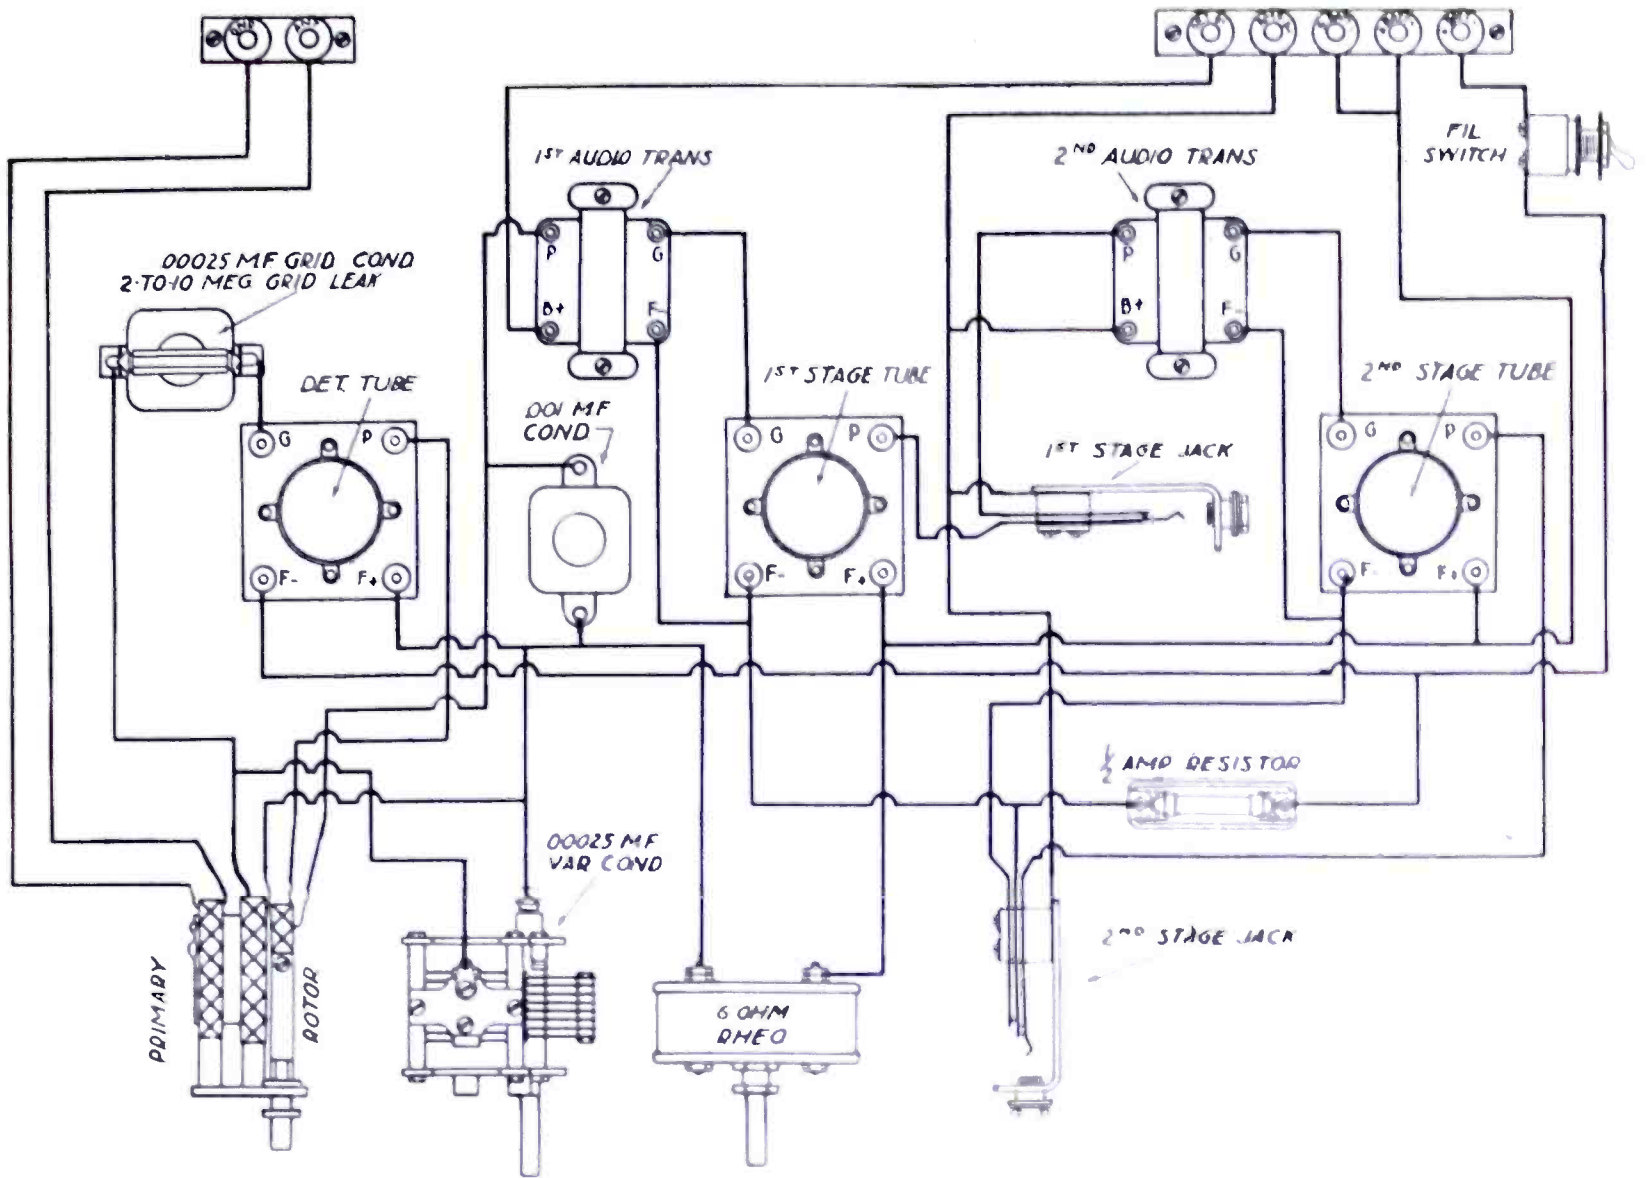 GND ANT
1ST AUDIO TRANS
2ND AUDIO TRANS
FIL
SWITCH
P G
B+ F-
P G
B+ F-
.00025 MF GRID COND
2-TO-10 MEG GRID LEAK
DET. TUBE
.001 MF
COND
1ST STAGE TUBE
2ND STAGE TUBE
1ST STAGE JACK
G P
F- F+
G P
F- F+
G P
F- F+
1/2 AMP RESISTOR
.00025 MF
VAR COND
2ND STAGE JACK
PRIMARY
ROTOR
6 OHM
RHEO